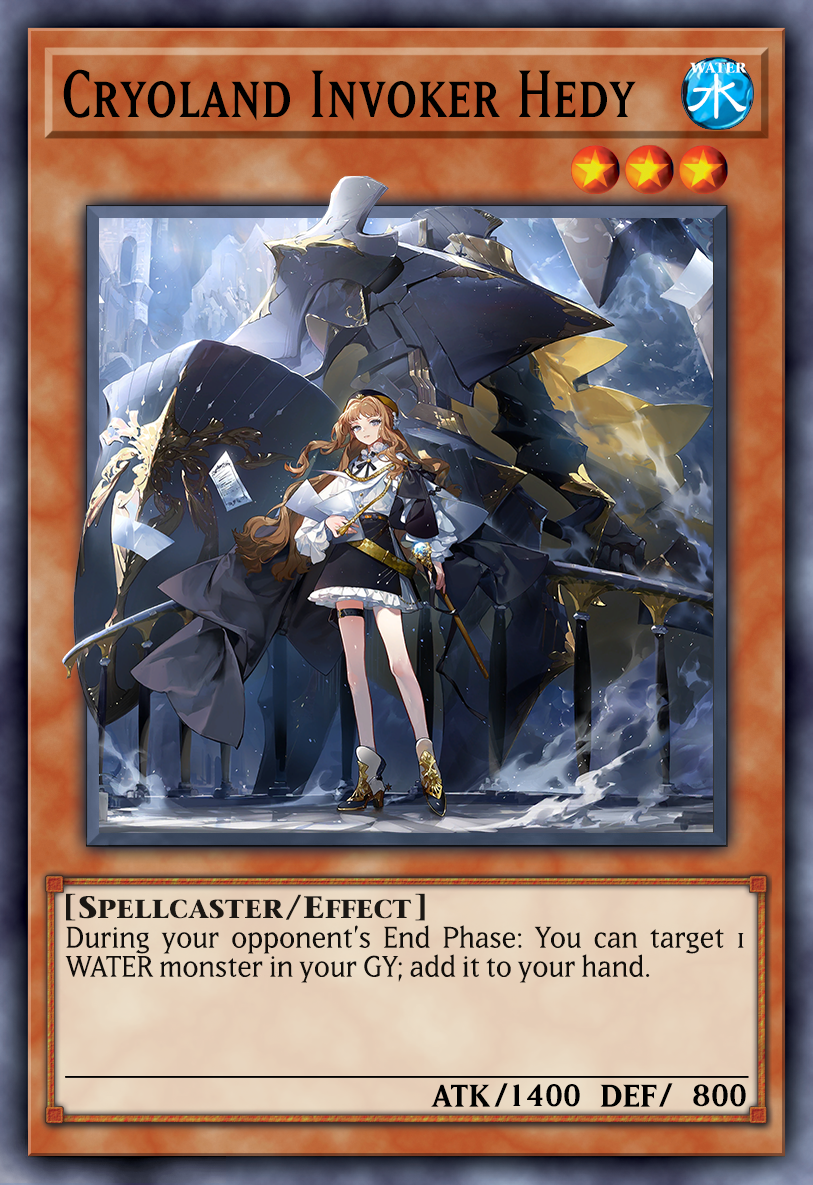 Cryoland Invoker Hedy
WATER
水
[Spellcaster/Effect]
During your opponent's End Phase: You can target 1
WATER monster in your GY; add it to your hand.
ATK/1400 DEF/ 800